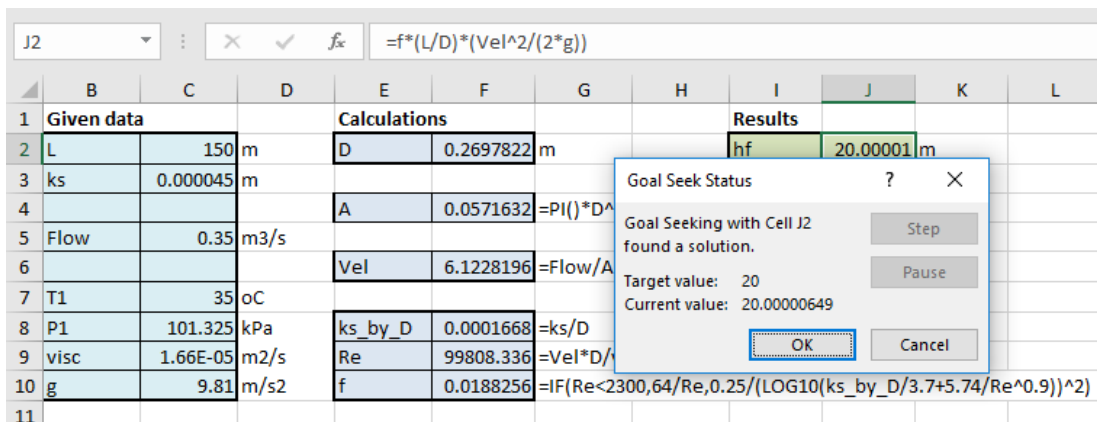 J2 fx =f*(L/D)*(Vel^2/(2*g))
B C D E F G H I J K L
1 Given data Calculations Results
2 L 150 m D 0.2697822 m hf 20.00001 m
3 ks 0.000045 m
4 A 0.0571632 =PI()*D^
5 Flow 0.35 m3/s
6 Vel 6.1228196 =Flow/A
7 T1 35 oC
8 P1 101.325 kPa ks_by_D 0.0001668 =ks/D
9 visc 1.66E-05 m2/s Re 99808.336 =Vel*D/
10 g 9.81 m/s2 f 0.0188256 =IF(Re<2300,64/Re,0.25/(LOG10(ks_by_D/3.7+5.74/Re^0.9))^2)
11
Goal Seek Status ? ×
Goal Seeking with Cell J2
found a solution.
Step
Target value: 20
Pause
Current value: 20.00000649
OK Cancel